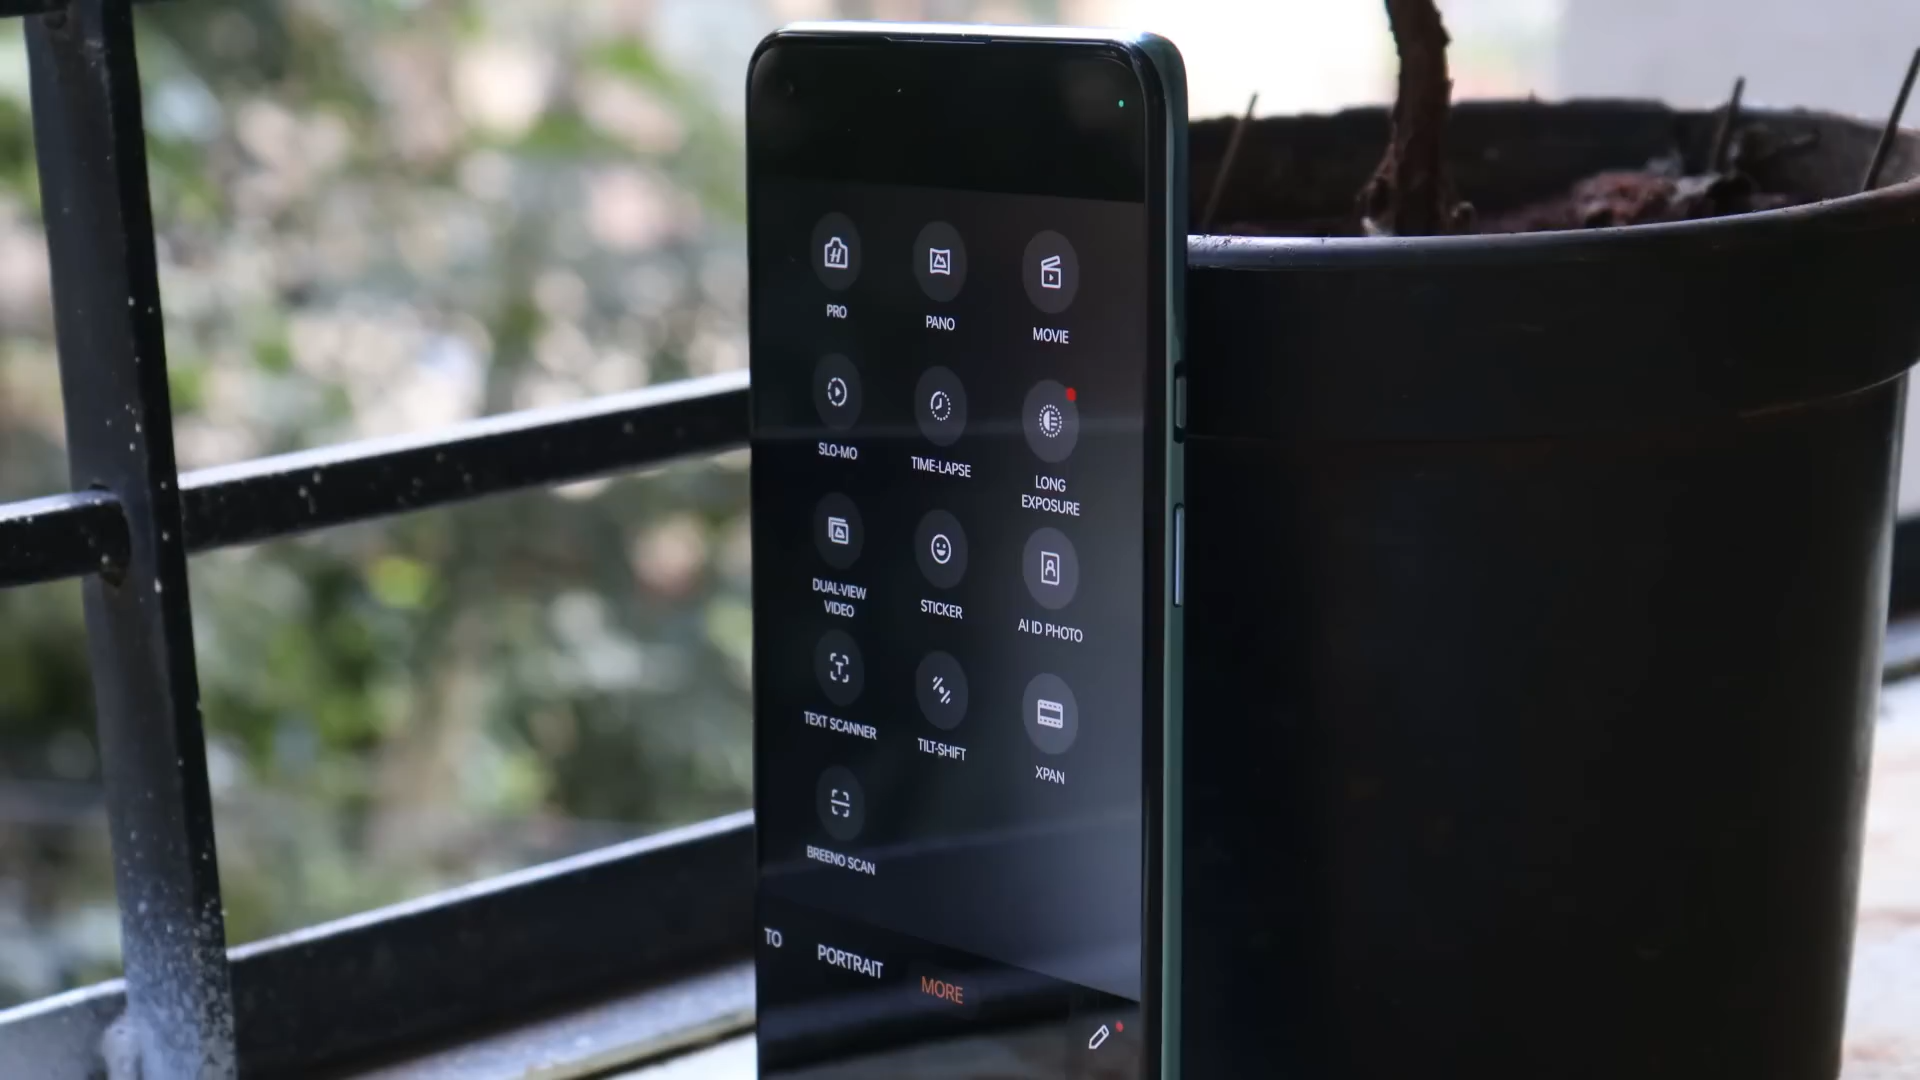 PRO
PANO
MOVIE
SLO-MO
TIME-LAPSE
LONG
EXPOSURE
DUAL-VIEW
VIDEO
STICKER
AI ID PHOTO
TEXT SCANNER
TILT-SHIFT
XPAN
BREENO SCAN
TO
PORTRAIT
MORE